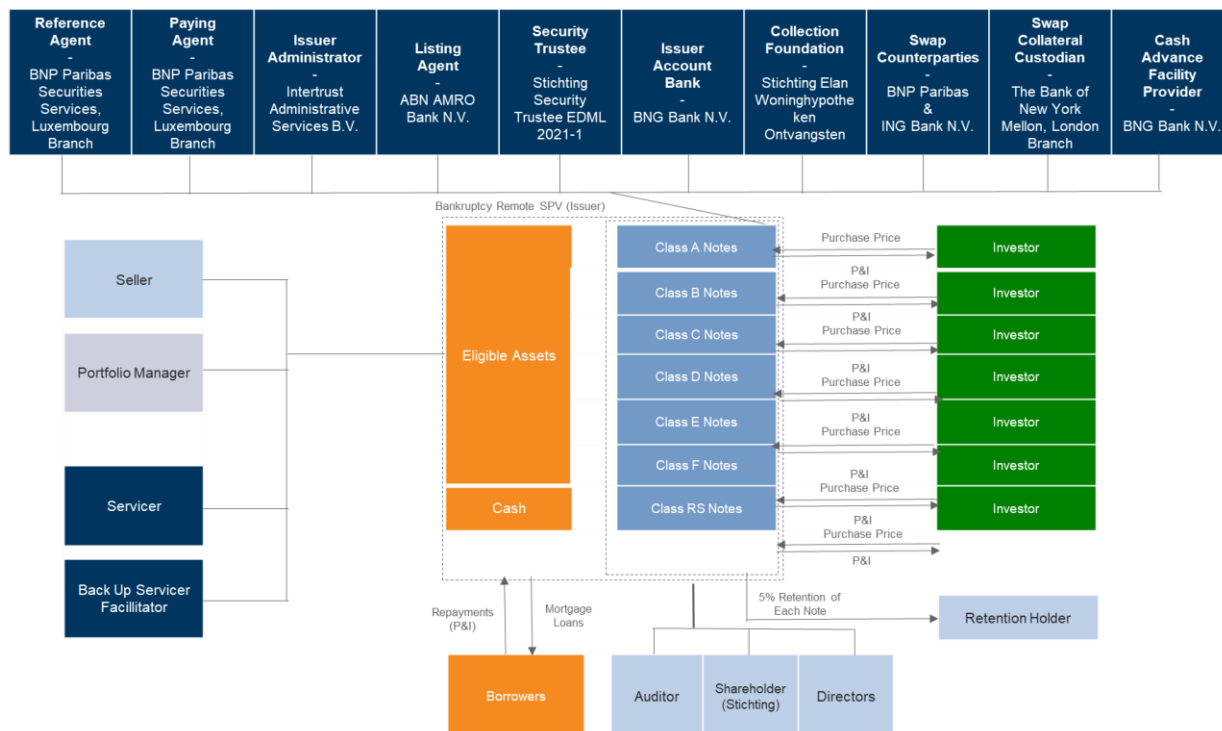 Reference
Agent
-
BNP Paribas
Securities
Services,
Luxembourg
Branch
Paying
Agent
-
BNP Paribas
Securities
Services,
Luxembourg
Branch
Issuer
Administrator
-
Intertrust
Administrative
Services B.V.
Listing
Agent
-
ABN AMRO
Bank N.V.
Security
Trustee
-
Stichting
Security
Trustee EDML
2021-1
Issuer
Account
Bank
-
BNG Bank N.V.
Collection
Foundation
-
Stichting Elan
Woninghypothe
ken
Ontvangsten
Swap
Counterparties
-
BNP Paribas
&
ING Bank N.V.
Swap
Collateral
Custodian
-
The Bank of
New York
Mellon, London
Branch
Cash
Advance
Facility
Provider
-
BNG Bank N.V.
Bankruptcy Remote SPV (Issuer)
Seller
Portfolio Manager
Servicer
Back Up Servicer
Facillitator
Eligible Assets
Cash
Class A Notes
Class B Notes
Class C Notes
Class D Notes
Class E Notes
Class F Notes
Class RS Notes
Purchase Price
P&I
Purchase Price
P&I
Purchase Price
P&I
Purchase Price
P&I
Purchase Price
P&I
Purchase Price
P&I
Purchase Price
P&I
Investor
Investor
Investor
Investor
Investor
Investor
Investor
Repayments
(P&I)
Mortgage
Loans
5% Retention of
Each Note
Retention Holder
Borrowers
Auditor
Shareholder
(Stichting)
Directors